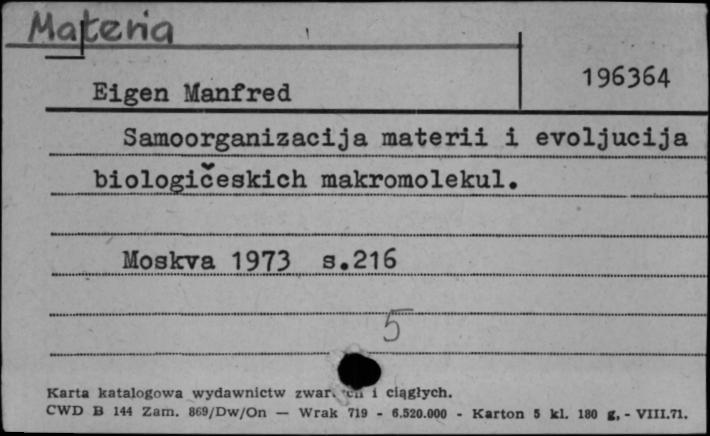 Materia
Eigen Manfred 196364
Samoorganizacija materii i evoljucija
biologičeskich makromolekul.
Moskva 1973 s.216
5
Karta katalogowa wydawnictw i ciągłych.
CWD B 144 Zam. 869/Dw/On — Wrak 719 - 6.520.000 - Karton 5 kl. 180 g, - VIII.71.